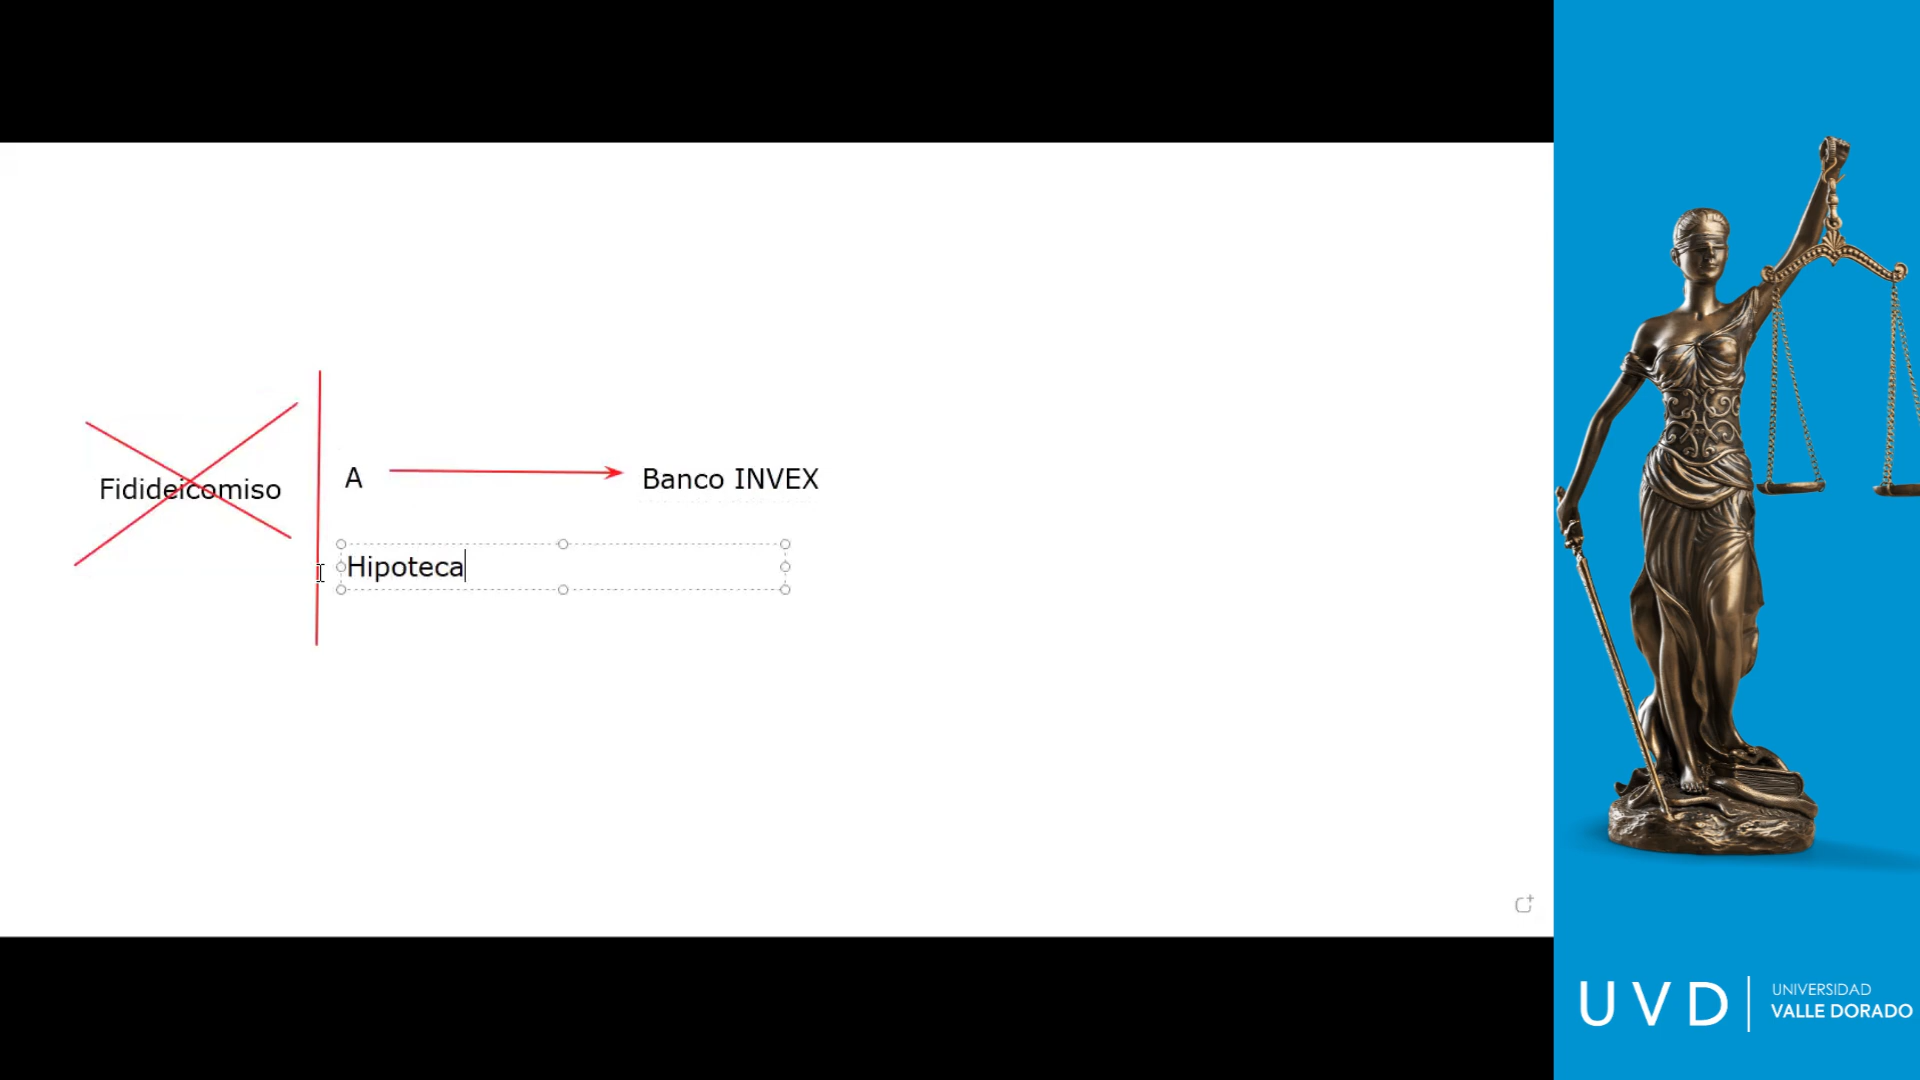 Fidideicomiso
A
Banco INVEX
Hipoteca
UVD
UNIVERSIDAD
VALLE DORADO